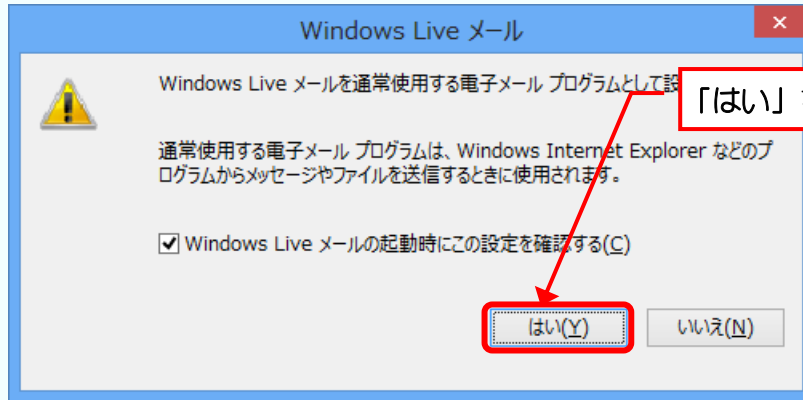 Windows Live メール
Windows Live メールを通常使用する電子メール プログラムとして設
「はい」
通常使用する電子メール プログラムは、Windows Internet Explorer などのプ
ログラムからメッセージやファイルを送信するときに使用されます。
Windows Live メールの起動時にこの設定を確認する(C)
はい(Y)
いいえ(N)